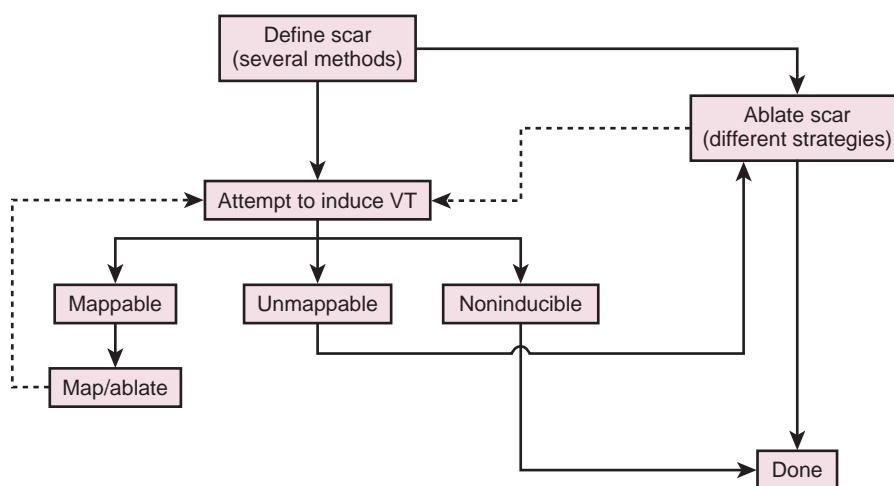 Define scar
(several methods)
Ablate scar
(different strategies)
Attempt to induce VT
Mappable
Unmappable
Noninducible
Map/ablate
Done